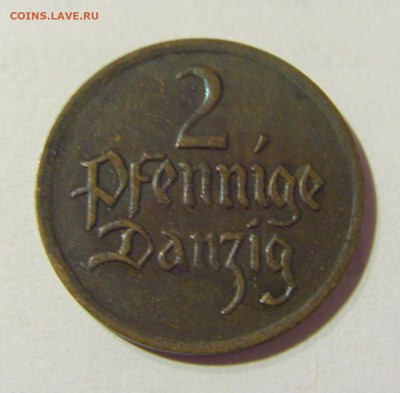 COINS.LAVE.RU
2
Pfennige
Danzig